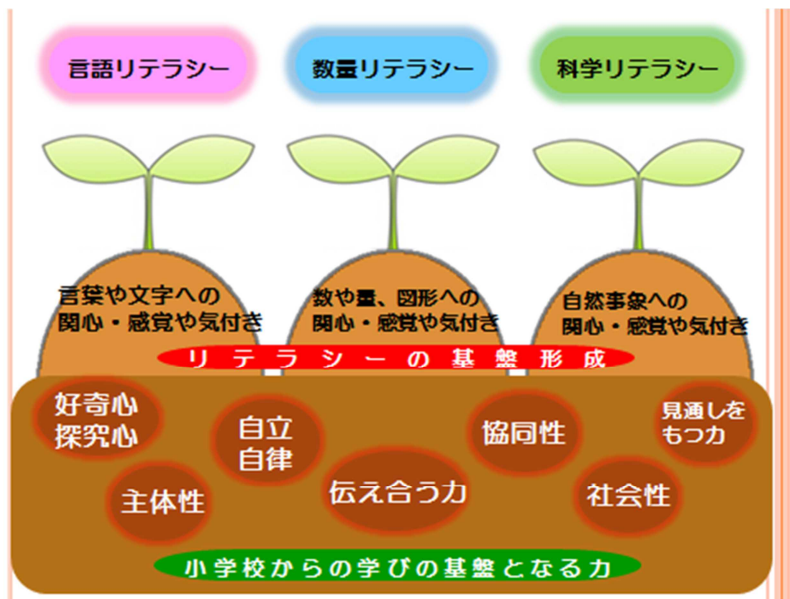 言語リテラシー
数量リテラシー
科学リテラシー
言葉や文字への
関心・感覚や気付き
数や量、図形への
関心・感覚や気付き
自然事象への
関心・感覚や気付き
リテラシーの基盤形成
好奇心
探究心
主体性
自立
自律
伝え合う力
協同性
社会性
見通しを
もつ力
小学校からの学びの基盤となる力